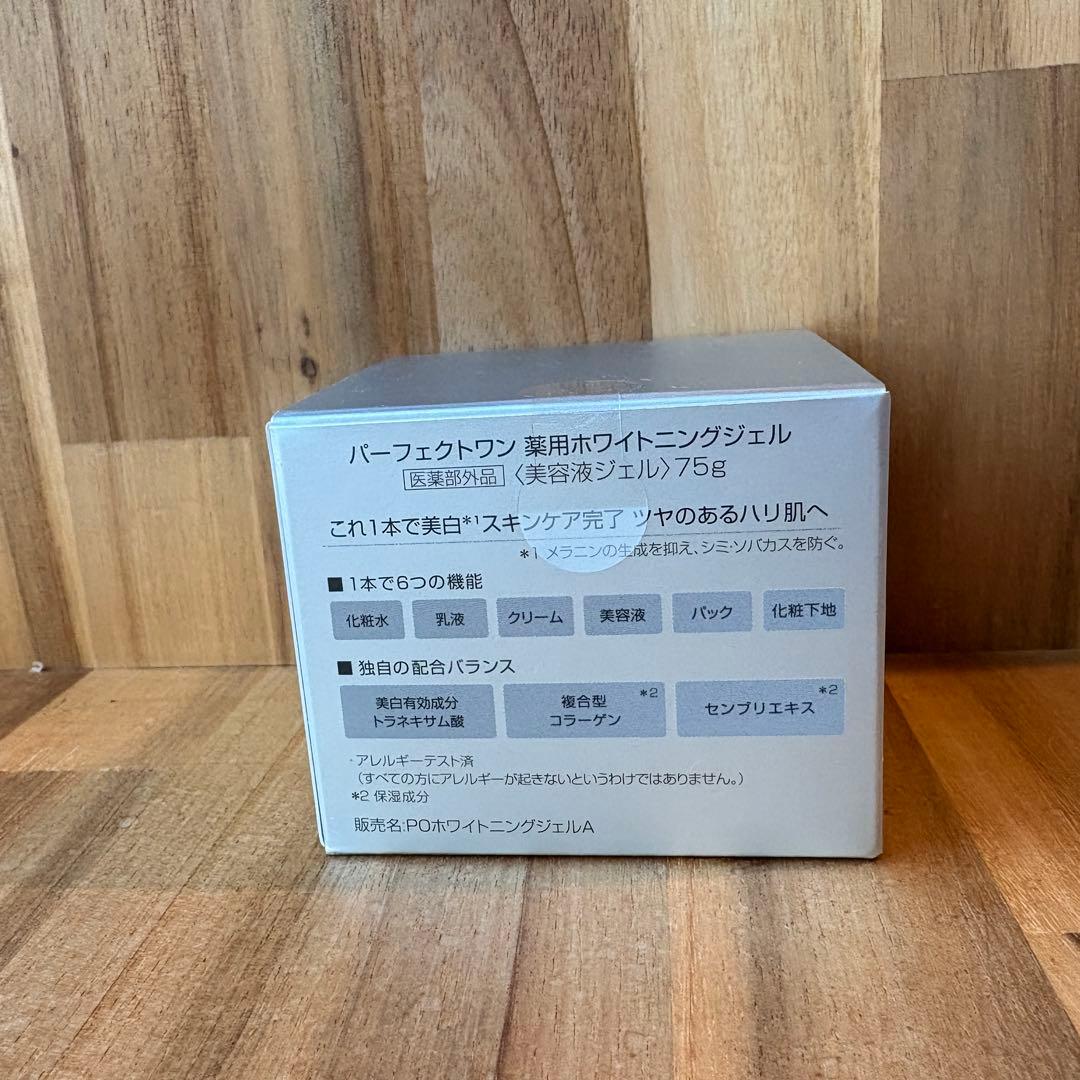 パーフェクトワン 薬用ホワイトニングジェル
医薬部外品 〈美容液ジェル〉75g
これ1本で美白*1スキンケア完了 ツヤのあるハリ肌へ
*1 メラニンの生成を抑え、シミ・ソバカスを防ぐ。
■ 1本で6つの機能
化粧水 乳液 クリーム 美容液 パック 化粧下地
■ 独自の配合バランス
美白有効成分
トラネキサム酸
複合型 *2
コラーゲン
センブリエキス *2
・アレルギーテスト済
(すべての方にアレルギーが起きないというわけではありません。)
*2 保湿成分
販売名:POホワイトニングジェルA